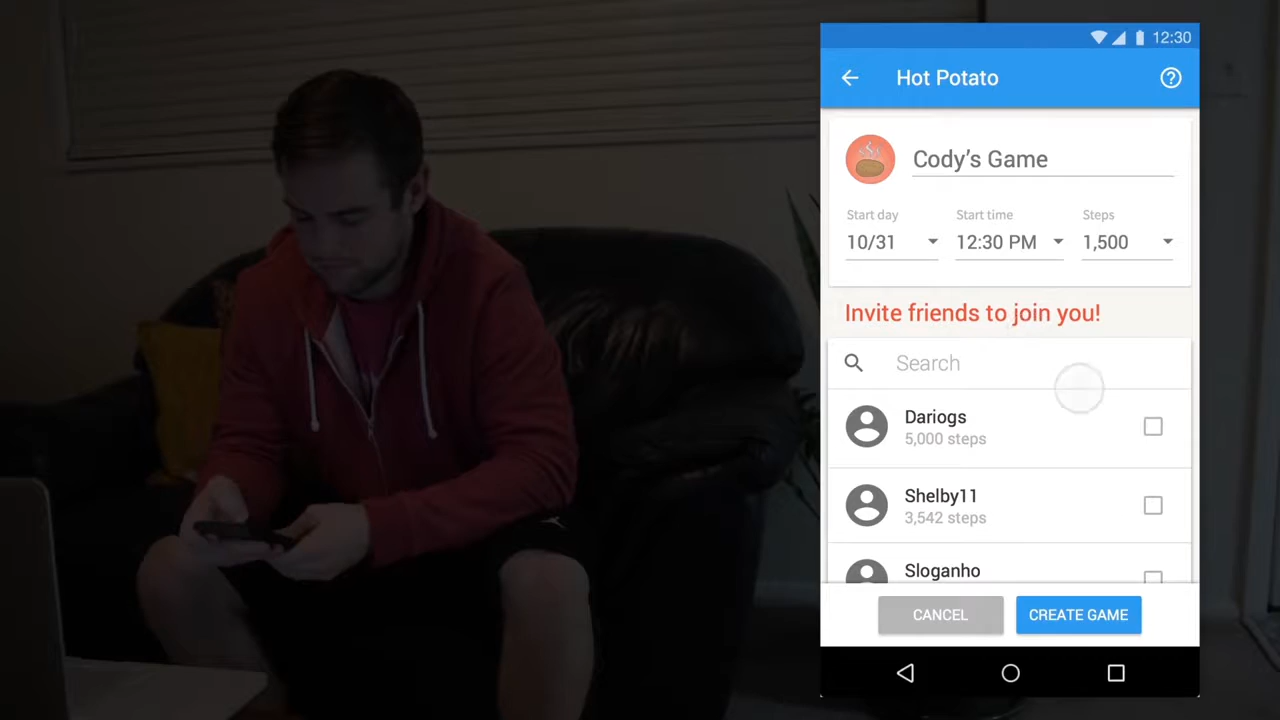 12:30
Hot Potato
Cody’s Game
Start day Start time Steps
10/31 12:30 PM 1,500
Invite friends to join you!
Search
Dariogs
5,000 steps
Shelby11
3,542 steps
Sloganho
CANCEL CREATE GAME